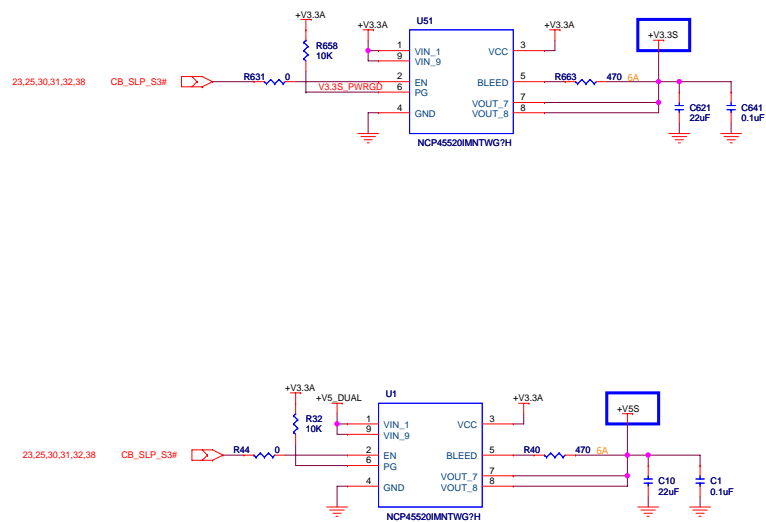 +V3.3A
+V3.3A
U51
+V3.3A
+V3.3S
R658
10K
1 VIN_1
9 VIN_9
VCC 3
23,25,30,31,32,38 CB_SLP_S3#
R631 0
2 EN
V3.3S_PWRGD 6 PG
BLEED 5
R663 470 6A
4 GND
VOUT_7 7
VOUT_8 8
C621
22uF
C641
0.1uF
NCP45520IMNTWG?H
+V3.3A
+V5_DUAL
U1
+V3.3A
+V5S
R32
10K
1 VIN_1
9 VIN_9
VCC 3
23,25,30,31,32,38 CB_SLP_S3#
R44 0
2 EN
6 PG
BLEED 5
R40 470 6A
4 GND
VOUT_7 7
VOUT_8 8
C10
22uF
C1
0.1uF
NCP45520IMNTWG?H